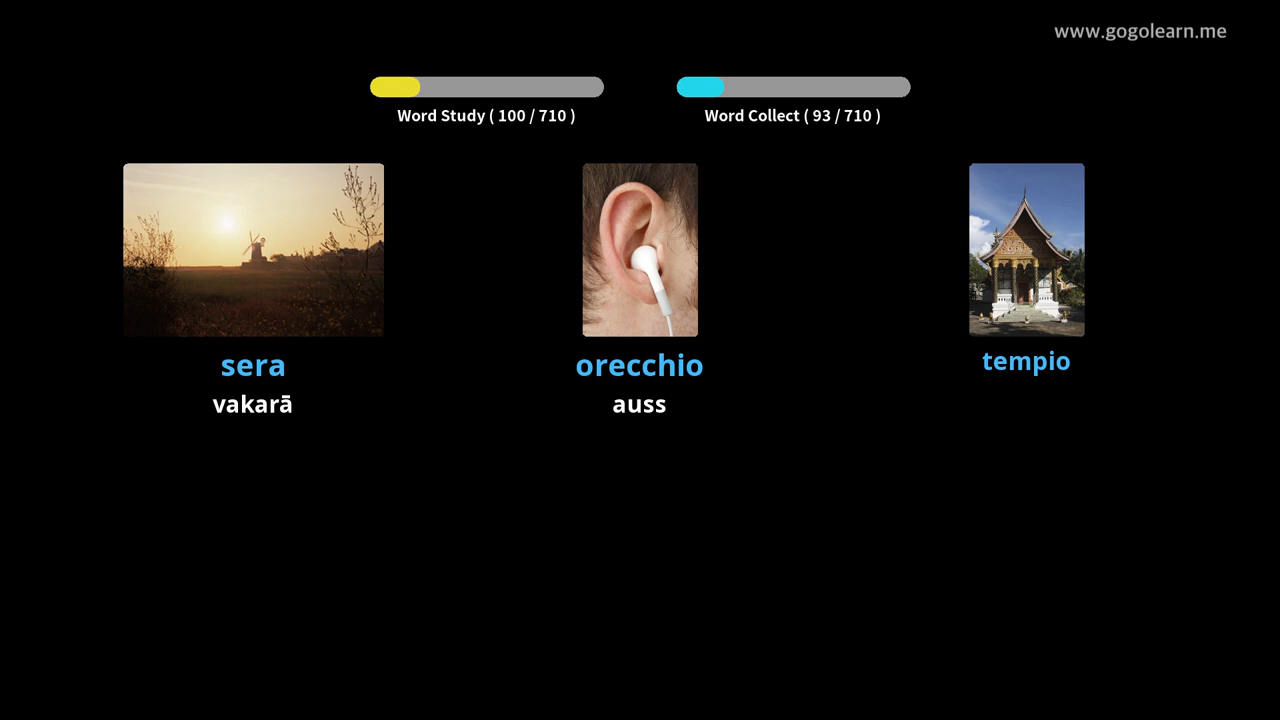 www.gogolearn.me
Word Study ( 100 / 710 )
Word Collect ( 93 / 710 )
sera
vakarā
orecchio
auss
tempio